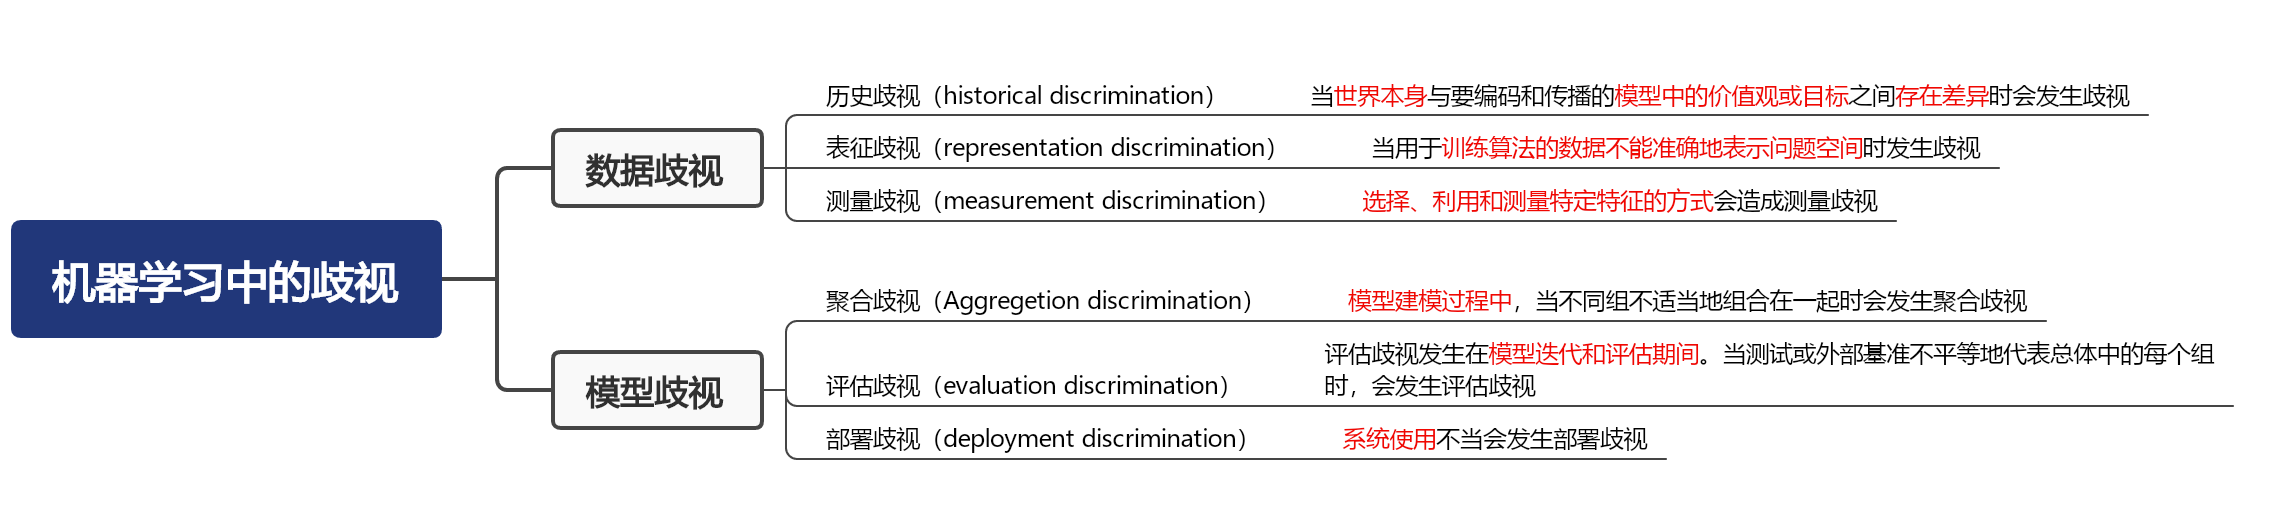 机器学习中的歧视
数据歧视
历史歧视（historical discrimination） 当世界本身与要编码和传播的模型中的价值观或目标之间存在差异时会发生歧视
表征歧视（representation discrimination） 当用于训练算法的数据不能准确地表示问题空间时发生歧视
测量歧视（measurement discrimination） 选择、利用和测量特定特征的方式会造成测量歧视
模型歧视
聚合歧视（Aggregetion discrimination） 模型建模过程中，当不同组不适当地组合在一起时会发生聚合歧视
评估歧视（evaluation discrimination） 评估歧视发生在模型迭代和评估期间。当测试或外部基准不平等地代表总体中的每个组
时，会发生评估歧视
部署歧视（deployment discrimination） 系统使用不当会发生部署歧视